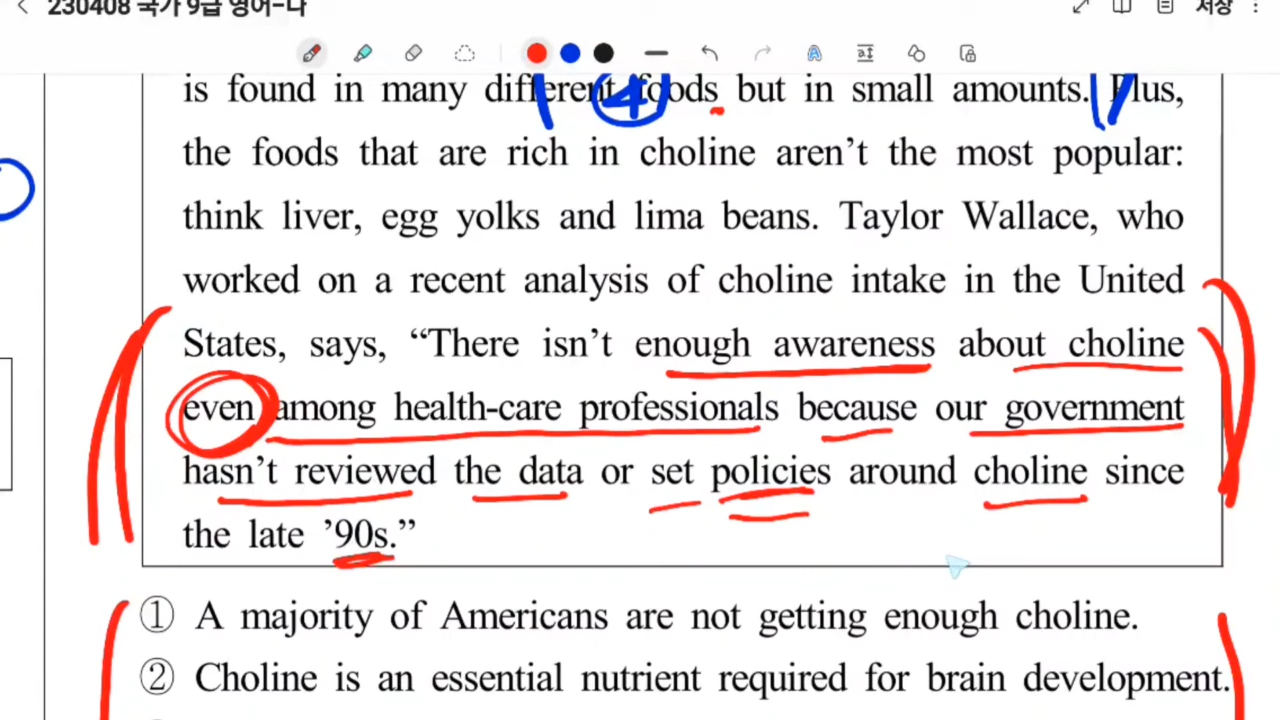 230408 국가 9급 영어-나
저장
is found in many different foods but in small amounts. Plus,
④
the foods that are rich in choline aren't the most popular:
think liver, egg yolks and lima beans. Taylor Wallace, who
worked on a recent analysis of choline intake in the United
States, says, “There isn't enough awareness about choline
even among health-care professionals because our government
hasn't reviewed the data or set policies around choline since
the late ’90s.”
① A majority of Americans are not getting enough choline.
② Choline is an essential nutrient required for brain development.